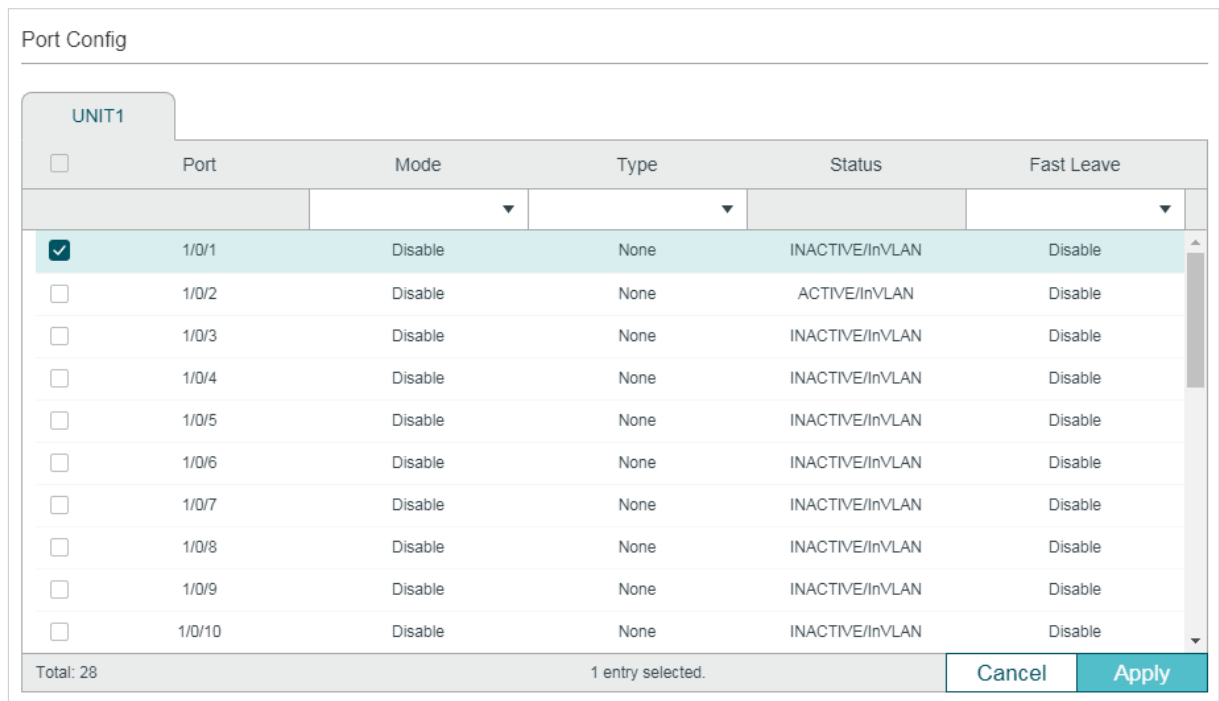 Port Config
UNIT1
Port Mode Type Status Fast Leave
1/0/1 Disable None INACTIVE/InVLAN Disable
1/0/2 Disable None ACTIVE/InVLAN Disable
1/0/3 Disable None INACTIVE/InVLAN Disable
1/0/4 Disable None INACTIVE/InVLAN Disable
1/0/5 Disable None INACTIVE/InVLAN Disable
1/0/6 Disable None INACTIVE/InVLAN Disable
1/0/7 Disable None INACTIVE/InVLAN Disable
1/0/8 Disable None INACTIVE/InVLAN Disable
1/0/9 Disable None INACTIVE/InVLAN Disable
1/0/10 Disable None INACTIVE/InVLAN Disable
Total: 28 1 entry selected. Cancel Apply